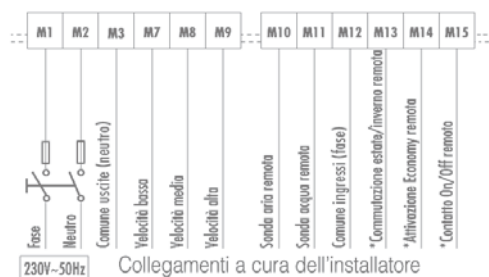 M1 M2 M3 M7 M8 M9 M10 M11 M12 M13 M14 M15
Fase
Neutro
Comune uscite (neutro)
Velocità bassa
Velocità media
Velocità alta
Sonda aria remota
Sonda acqua remota
Comune ingressi (fase)
*Commutazione estate/inverno remota
*Attivazione Economy remota
*Contatto On/Off remoto
230V~50Hz
Collegamenti a cura dell'installatore